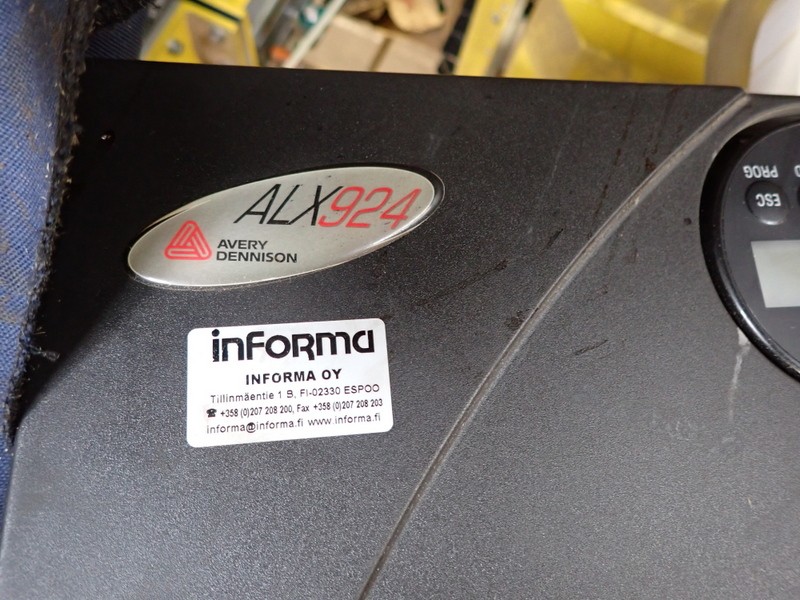 ALX924
AVERY
DENNISON
informa
INFORMA OY
Tillinmäentie 1 B, FI-02330 ESPOO
☎ +358 (0)207 208 200, Fax +358 (0)207 208 203
informa@informa.fi www.informa.fi
PROG
ESC